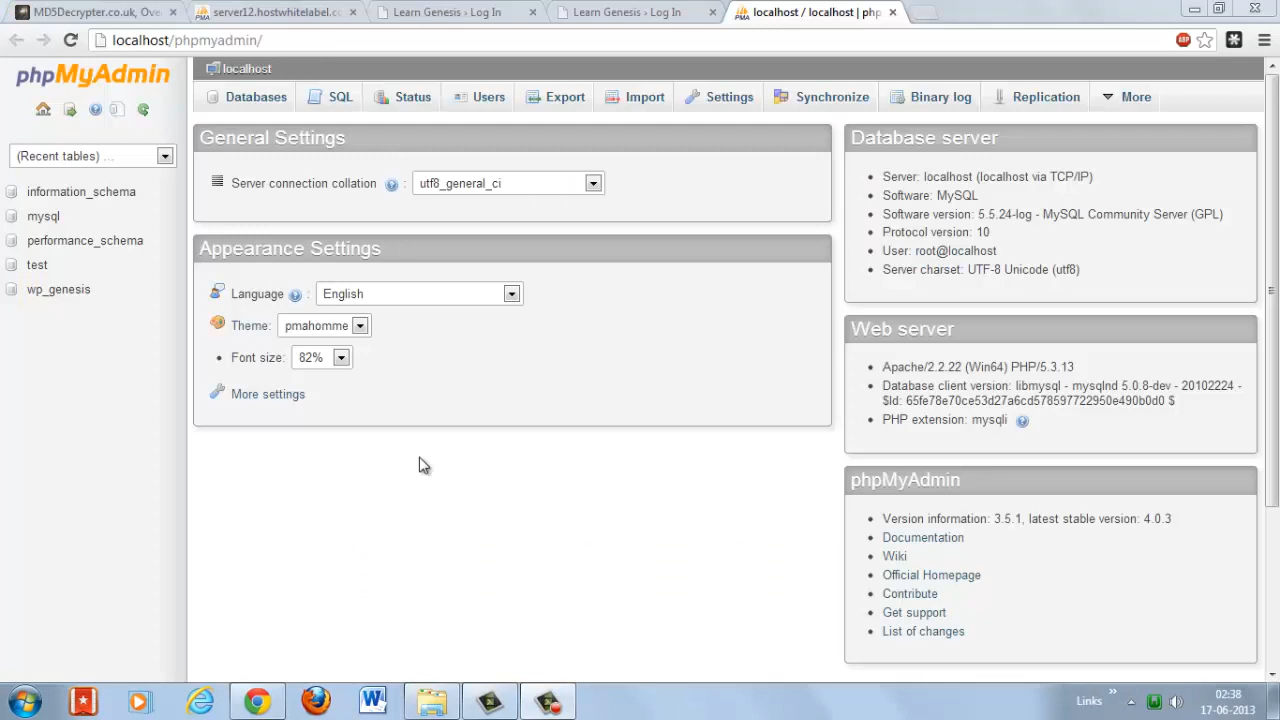 MD5Decrypter.co.uk, Ove
server12.hostwhitelabel.c
Learn Genesis › Log In
Learn Genesis › Log In
localhost / localhost | php
localhost/phpmyadmin/
ABP
phpMyAdmin
(Recent tables) ...
information_schema
mysql
performance_schema
test
wp_genesis
localhost
Databases
SQL
Status
Users
Export
Import
Settings
Synchronize
Binary log
Replication
More
General Settings
Server connection collation :
utf8_general_ci
Appearance Settings
Language :
English
Theme:
pmahomme
Font size:
82%
More settings
Database server
Server: localhost (localhost via TCP/IP)
Software: MySQL
Software version: 5.5.24-log - MySQL Community Server (GPL)
Protocol version: 10
User: root@localhost
Server charset: UTF-8 Unicode (utf8)
Web server
Apache/2.2.22 (Win64) PHP/5.3.13
Database client version: libmysql - mysqlnd 5.0.8-dev - 20102224 -
$Id: 65fe78e70ce53d27a6cd578597722950e490b0d0 $
PHP extension: mysqli
phpMyAdmin
Version information: 3.5.1, latest stable version: 4.0.3
Documentation
Wiki
Official Homepage
Contribute
Get support
List of changes
Links
02:38
17-06-2013